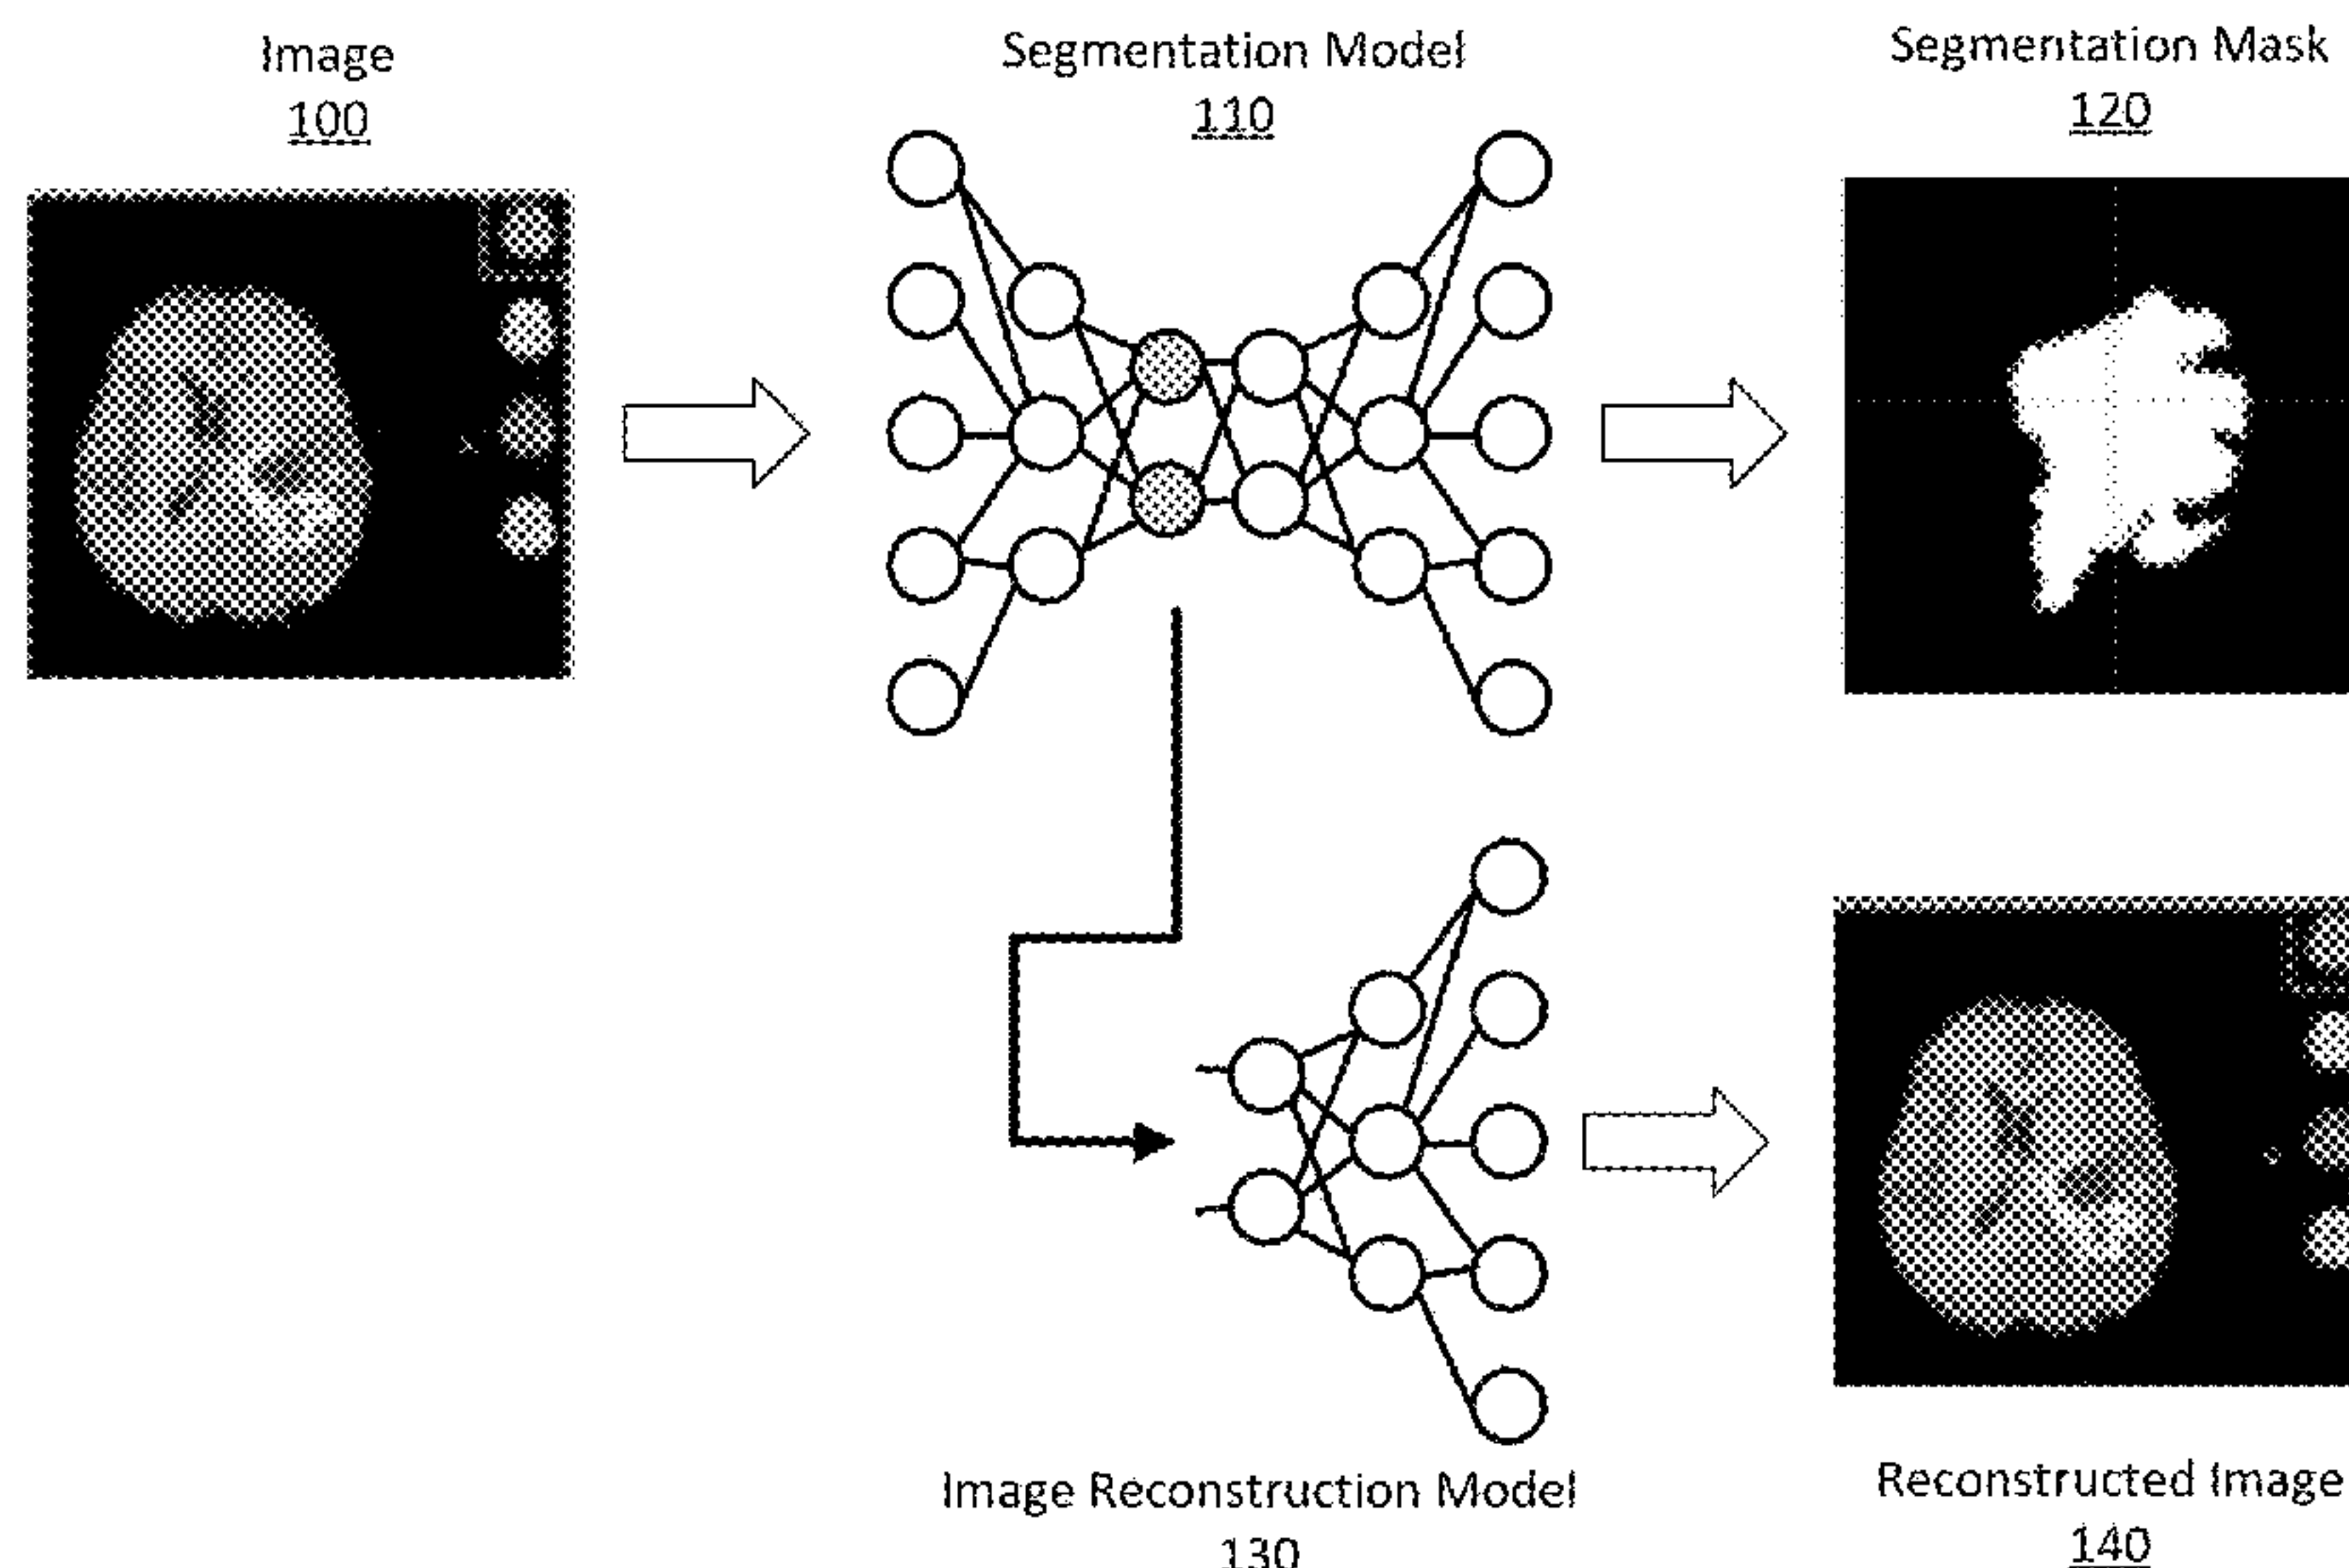 Image
100
Segmentation Model
110
Segmentation Mask
120
Image Reconstruction Model
130
Reconstructed Image
140